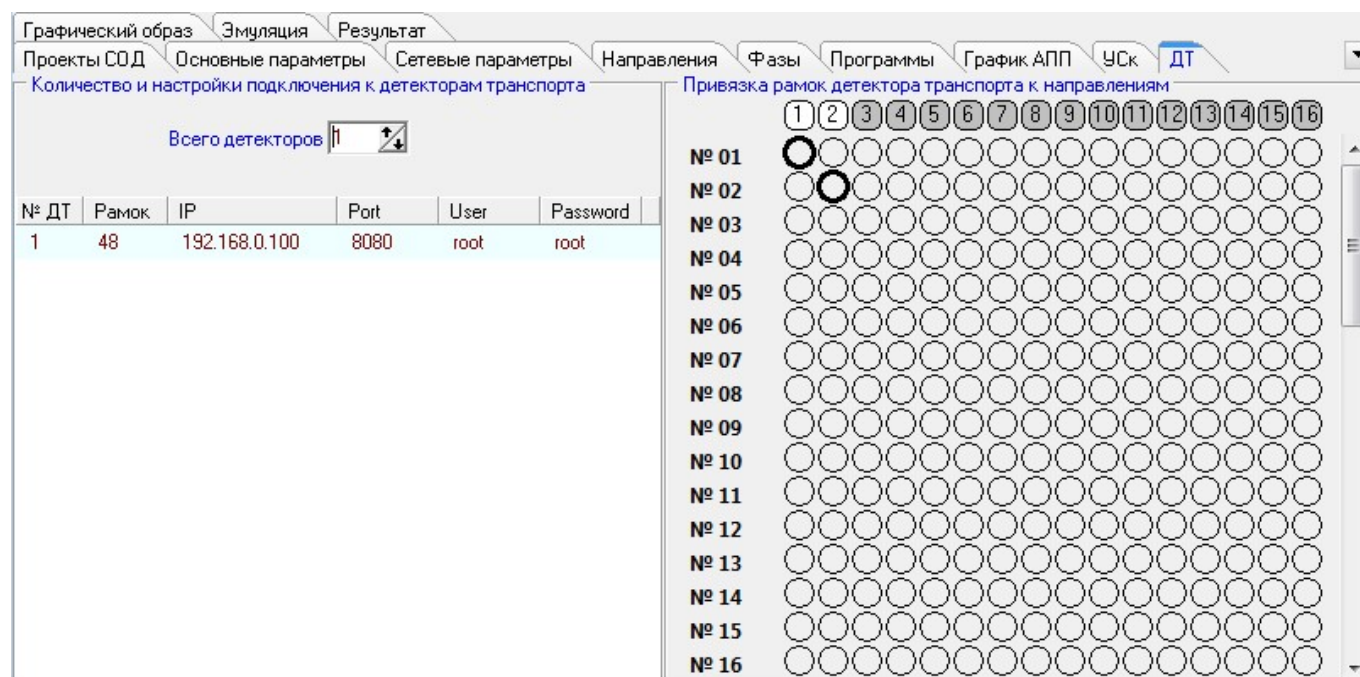 Графический образ Эмуляция Результат
Проекты СОД Основные параметры Сетевые параметры Направления Фазы Программы График АПП УСк ДТ
Количество и настройки подключения к детекторам транспорта
Всего детекторов 1
№ ДТ Рамок IP Port User Password
1 48 192.168.0.100 8080 root root
Привязка рамок детектора транспорта к направлениям
1 2 3 4 5 6 7 8 9 10 11 12 13 14 15 16
№ 01
№ 02
№ 03
№ 04
№ 05
№ 06
№ 07
№ 08
№ 09
№ 10
№ 11
№ 12
№ 13
№ 14
№ 15
№ 16